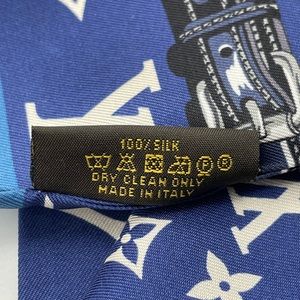 100% SILK
P ®
DRY CLEAN ONLY
MADE IN ITALY